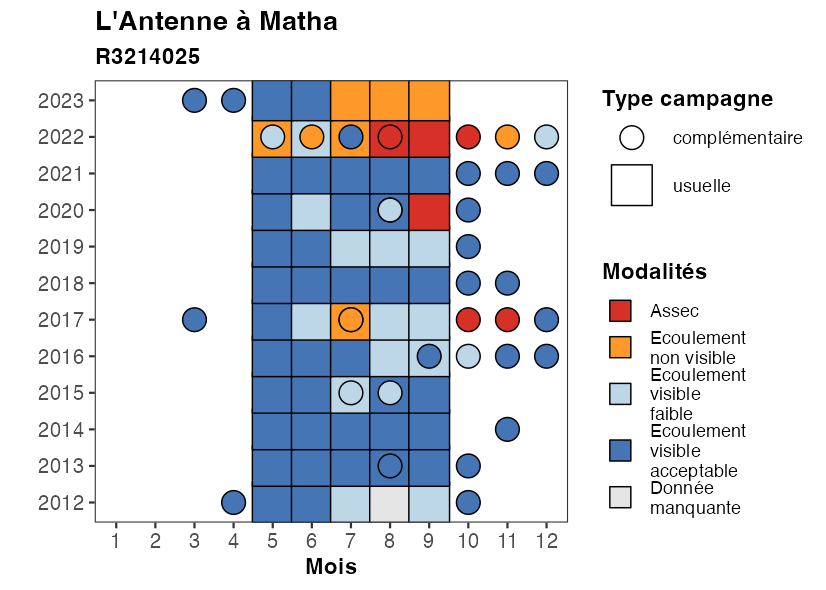 L'Antenne à Matha
R3214025
2023
2022
2021
2020
2019
2018
2017
2016
2015
2014
2013
2012
1 2 3 4 5 6 7 8 9 10 11 12
Mois
Type campagne
complémentaire
usuelle
Modalités
Assec
Ecoulement
non visible
Ecoulement
visible
faible
Ecoulement
visible
acceptable
Donnée
manquante